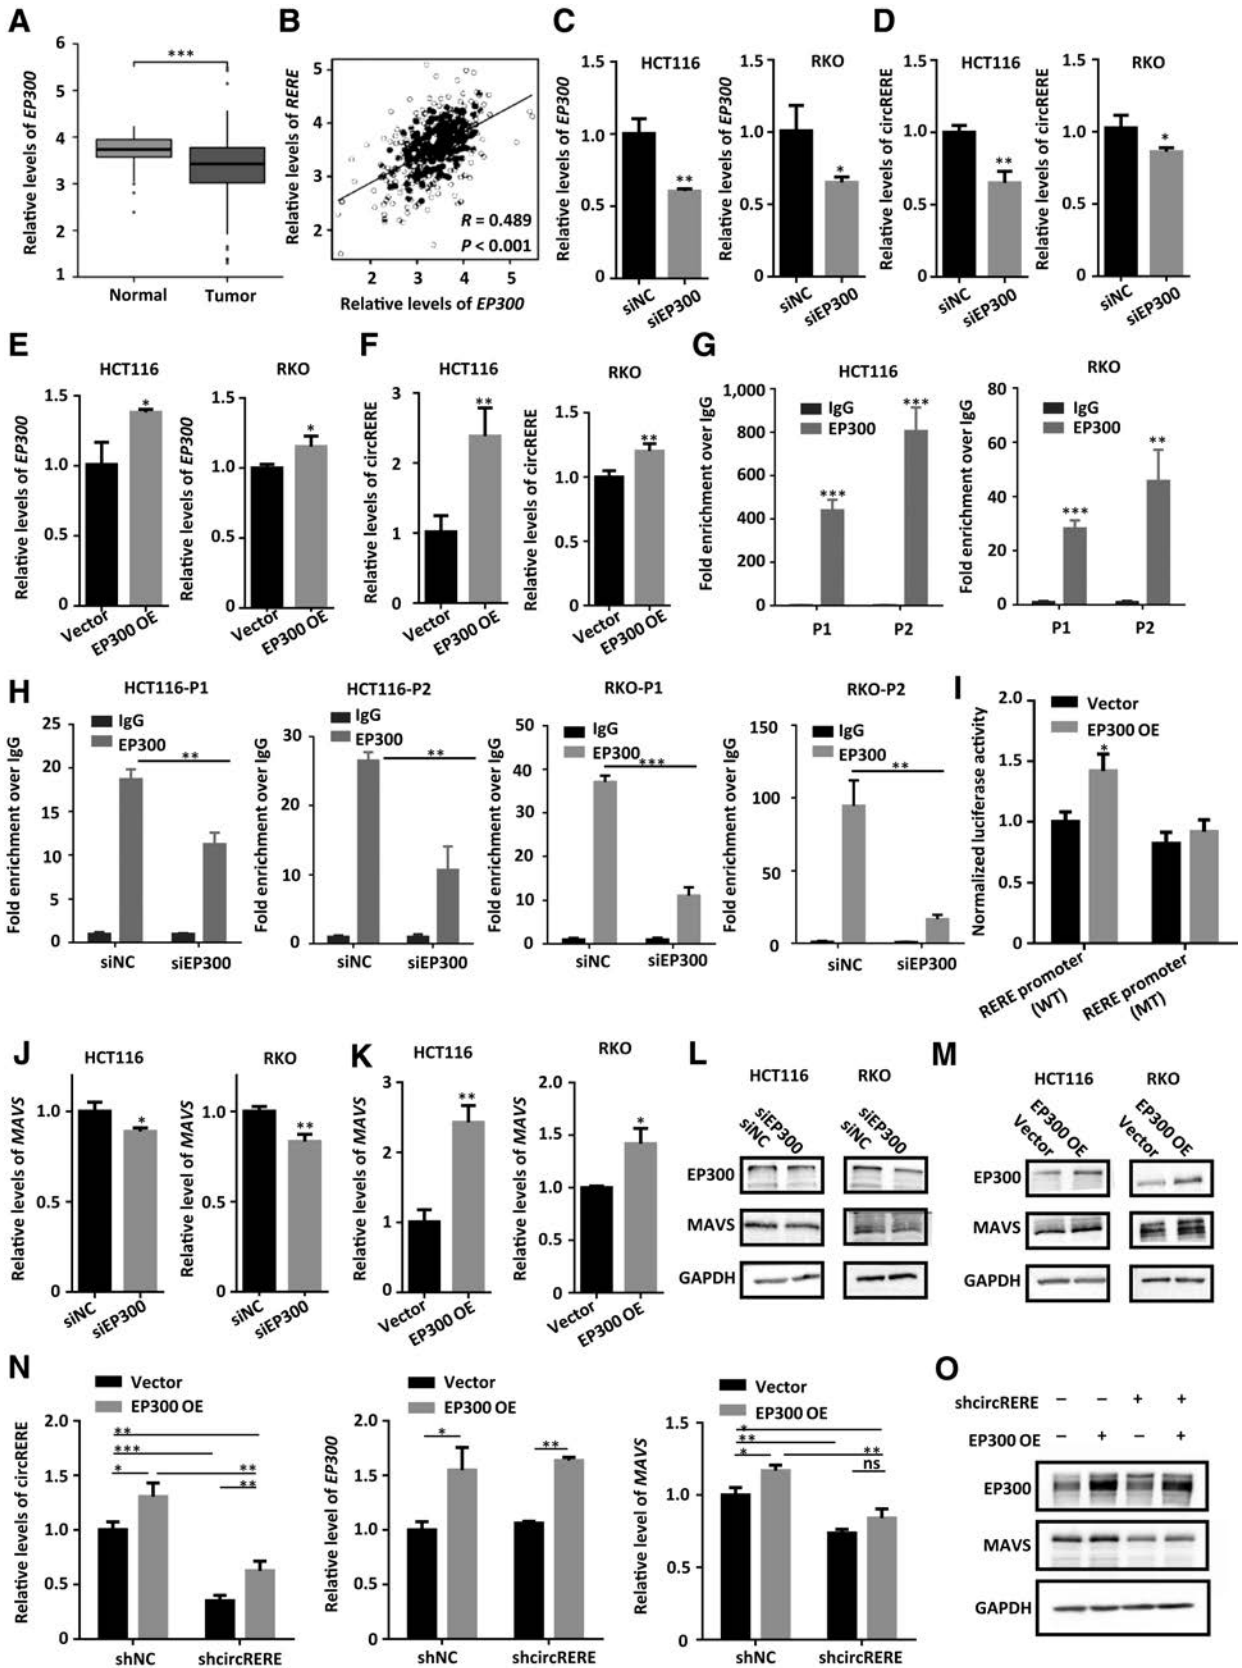 A
Relative levels of EP300
6
5
4
3
2
1
***
Normal
Tumor
B
Relative levels of RERE
5
4
3
2
R = 0.489
P < 0.001
2
3
4
5
Relative levels of EP300
C
HCT116
Relative levels of EP300
1.5
1.0
0.5
0
**
siNC
siEP300
RKO
Relative levels of EP300
1.5
1.0
0.5
0
*
siNC
siEP300
D
HCT116
Relative levels of circRERE
1.5
1.0
0.5
0
**
siNC
siEP300
RKO
Relative levels of circRERE
1.5
1.0
0.5
0
*
siNC
siEP300
E
HCT116
Relative levels of EP300
1.5
1.0
0.5
0
*
Vector
EP300 OE
RKO
Relative levels of EP300
1.5
1.0
0.5
0
*
Vector
EP300 OE
F
HCT116
Relative levels of circRERE
3
2
1
0
**
Vector
EP300 OE
RKO
Relative levels of circRERE
1.5
1.0
0.5
0
**
Vector
EP300 OE
G
HCT116
Fold enrichment over IgG
1,000
800
600
400
200
0
IgG
EP300
***
***
P1
P2
RKO
Fold enrichment over IgG
80
60
40
20
0
IgG
EP300
***
**
P1
P2
H
HCT116-P1
Fold enrichment over IgG
25
20
15
10
5
0
IgG
EP300
**
siNC
siEP300
HCT116-P2
Fold enrichment over IgG
30
20
10
0
IgG
EP300
**
siNC
siEP300
RKO-P1
Fold enrichment over IgG
50
40
30
20
10
0
IgG
EP300
***
siNC
siEP300
RKO-P2
Fold enrichment over IgG
150
100
50
0
IgG
EP300
**
siNC
siEP300
I
Normalized luciferase activity
2.0
1.5
1.0
0.5
0
Vector
EP300 OE
*
RERE promoter
(WT)
RERE promoter
(MT)
J
HCT116
Relative levels of MAVS
1.0
0.5
0
*
siNC
siEP300
RKO
Relative levels of MAVS
1.0
0.5
0
**
siNC
siEP300
K
HCT116
Relative levels of MAVS
3
2
1
0
**
Vector
EP300 OE
RKO
Relative levels of MAVS
2.0
1.5
1.0
0.5
0
*
Vector
EP300 OE
L
HCT116
RKO
siNC
siEP300
siNC
siEP300
EP300
MAVS
GAPDH
M
HCT116
RKO
Vector
EP300 OE
Vector
EP300 OE
EP300
MAVS
GAPDH
N
Vector
EP300 OE
Relative level of circRERE
2.0
1.5
1.0
0.5
0
**
***
*
**
**
shNC
shcircRERE
Vector
EP300 OE
Relative level of EP300
2.0
1.5
1.0
0.5
0
*
**
shNC
shcircRERE
Vector
EP300 OE
Relative level of MAVS
1.5
1.0
0.5
0
*
**
*
**
ns
shNC
shcircRERE
O
shcircRERE − − + +
EP300 OE − + − +
EP300
MAVS
GAPDH